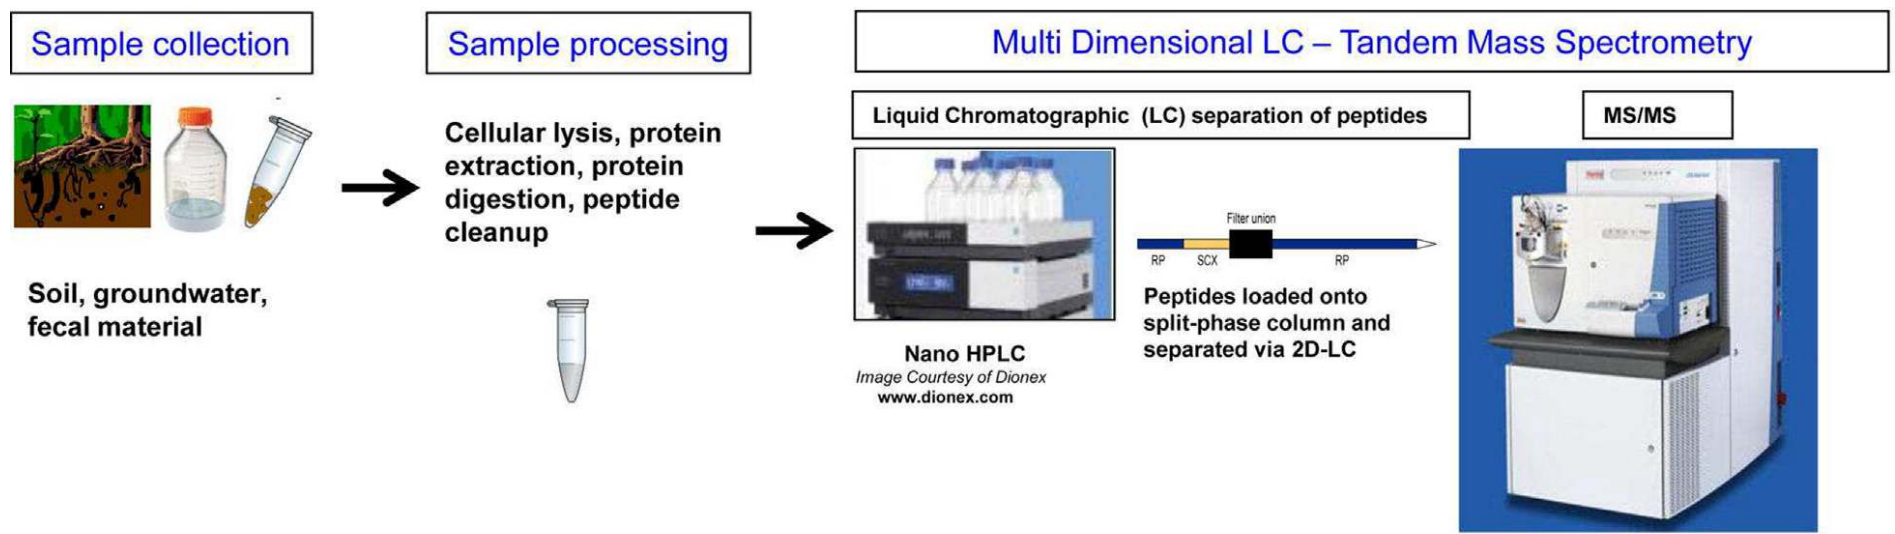 Sample collection
Sample processing
Multi Dimensional LC – Tandem Mass Spectrometry
Liquid Chromatographic (LC) separation of peptides
MS/MS
Cellular lysis, protein
extraction, protein
digestion, peptide
cleanup
Soil, groundwater,
fecal material
Filter union
RP
SCX
RP
Peptides loaded onto
split-phase column and
separated via 2D-LC
Nano HPLC
Image Courtesy of Dionex
www.dionex.com